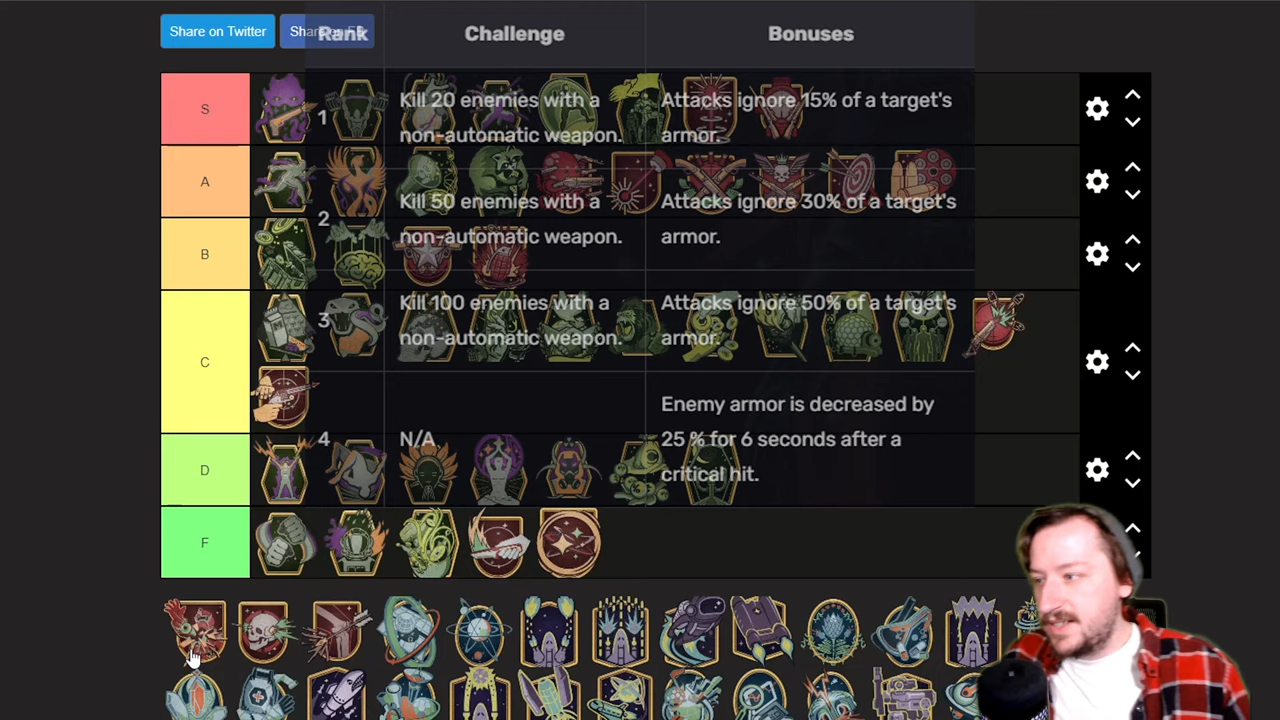 Share on Twitter
Share on FB
Rank Challenge Bonuses
S
1
Kill 20 enemies with a
non-automatic weapon.
Attacks ignore 15% of a target's
armor.
A
2
Kill 50 enemies with a
non-automatic weapon.
Attacks ignore 30% of a target's
armor.
B
3
Kill 100 enemies with a
non-automatic weapon.
Attacks ignore 50% of a target's
armor.
C
4
N/A
Enemy armor is decreased by
25 % for 6 seconds after a
critical hit.
D
F